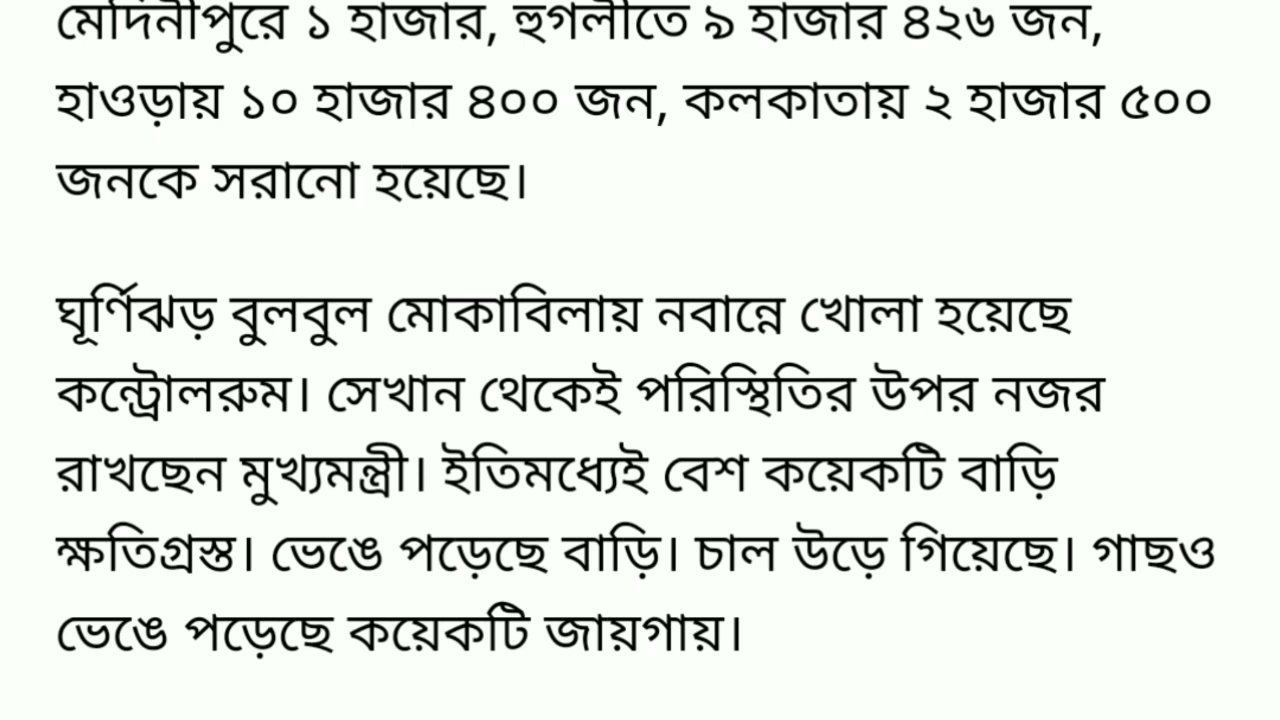 মেদিনীপুরে ১ হাজার, হুগলীতে ৯ হাজার ৪২৬ জন,
হাওড়ায় ১০ হাজার ৪০০ জন, কলকাতায় ২ হাজার ৫০০
জনকে সরানো হয়েছে।
ঘূর্ণিঝড় বুলবুল মোকাবিলায় নবান্নে খোলা হয়েছে
কন্ট্রোলরুম। সেখান থেকেই পরিস্থিতির উপর নজর
রাখছেন মুখ্যমন্ত্রী। ইতিমধ্যেই বেশ কয়েকটি বাড়ি
ক্ষতিগ্রস্ত। ভেঙে পড়েছে বাড়ি। চাল উড়ে গিয়েছে। গাছও
ভেঙে পড়েছে কয়েকটি জায়গায়।